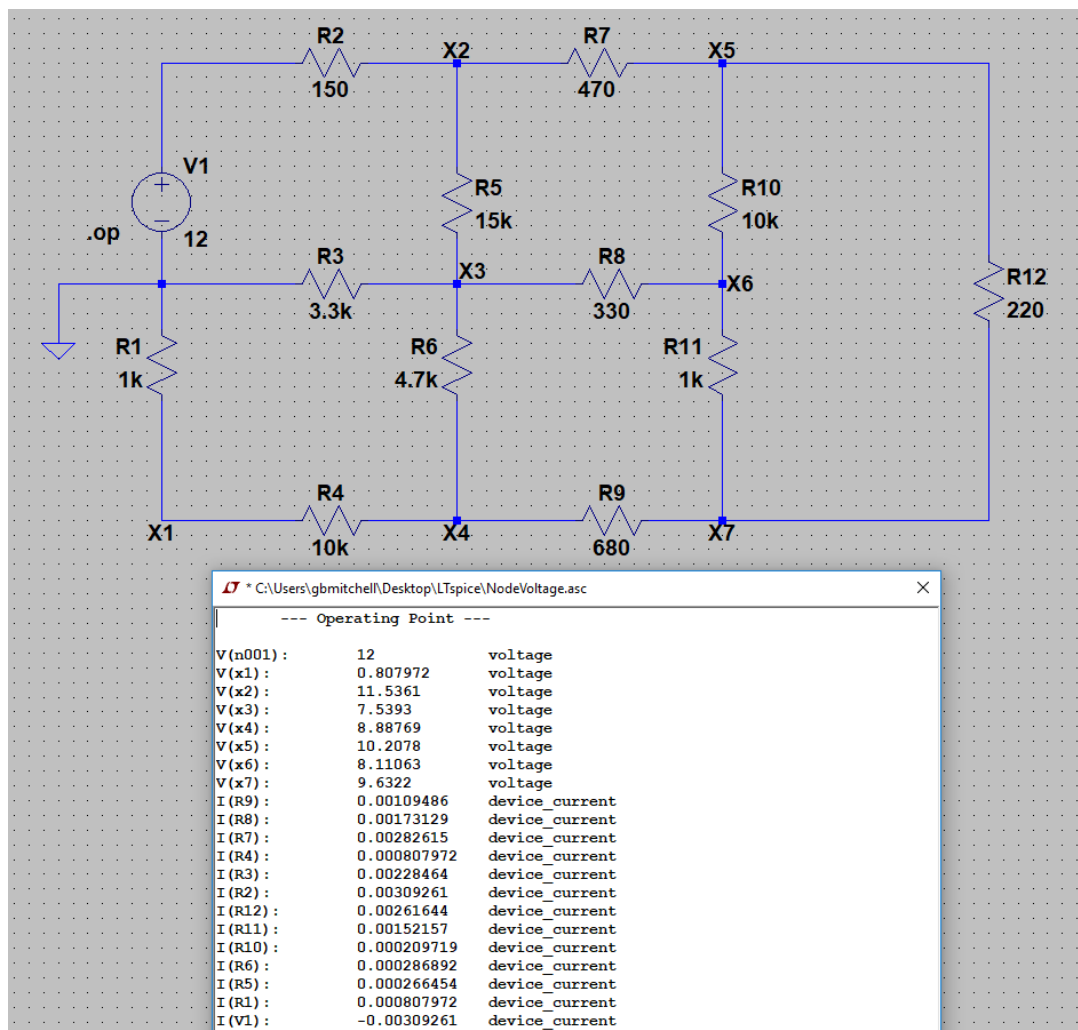 R2
150
X2
R7
470
X5
V1
12
.op
R5
15k
R10
10k
R3
3.3k
X3
R8
330
X6
R12
220
R1
1k
R6
4.7k
R11
1k
R4
10k
X1
X4
R9
680
X7
* C:\Users\gbmitchell\Desktop\LTspice\NodeVoltage.asc
--- Operating Point ---
V(n001): 12 voltage
V(x1): 0.807972 voltage
V(x2): 11.5361 voltage
V(x3): 7.5393 voltage
V(x4): 8.88769 voltage
V(x5): 10.2078 voltage
V(x6): 8.11063 voltage
V(x7): 9.6322 voltage
I(R9): 0.00109486 device_current
I(R8): 0.00173129 device_current
I(R7): 0.00282615 device_current
I(R4): 0.000807972 device_current
I(R3): 0.00228464 device_current
I(R2): 0.00309261 device_current
I(R12): 0.00261644 device_current
I(R11): 0.00152157 device_current
I(R10): 0.000209719 device_current
I(R6): 0.000286892 device_current
I(R5): 0.000266454 device_current
I(R1): 0.000807972 device_current
I(V1): -0.00309261 device_current